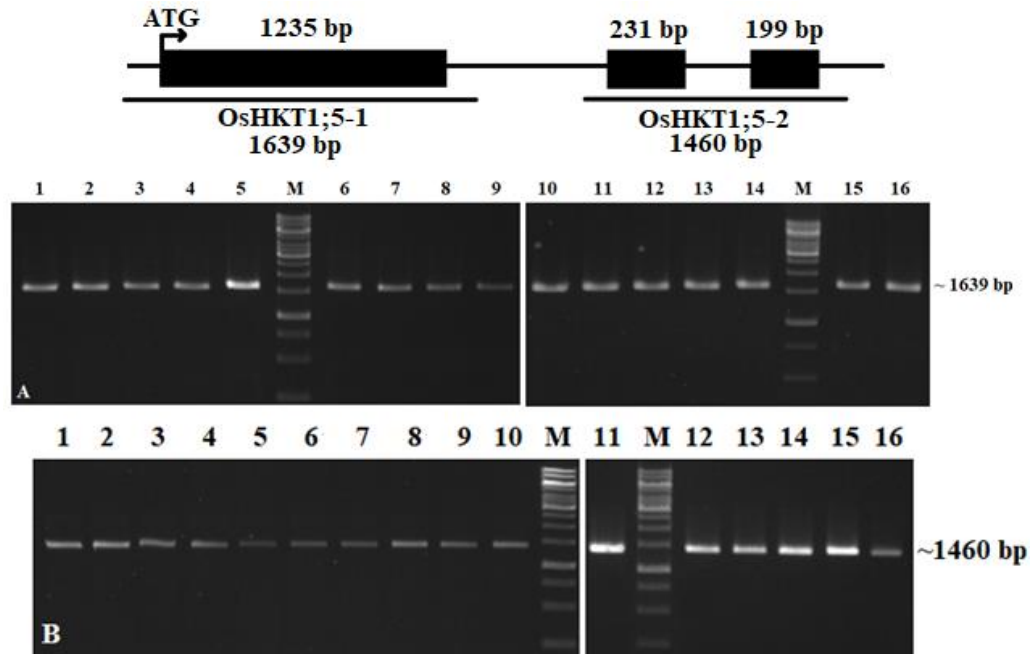 ATG
1235 bp
231 bp
199 bp
OsHKT1;5-1
1639 bp
OsHKT1;5-2
1460 bp
1 2 3 4 5 M 6 7 8 9 10 11 12 13 14 M 15 16
~ 1639 bp
A
1 2 3 4 5 6 7 8 9 10 M 11 M 12 13 14 15 16
~1460 bp
B